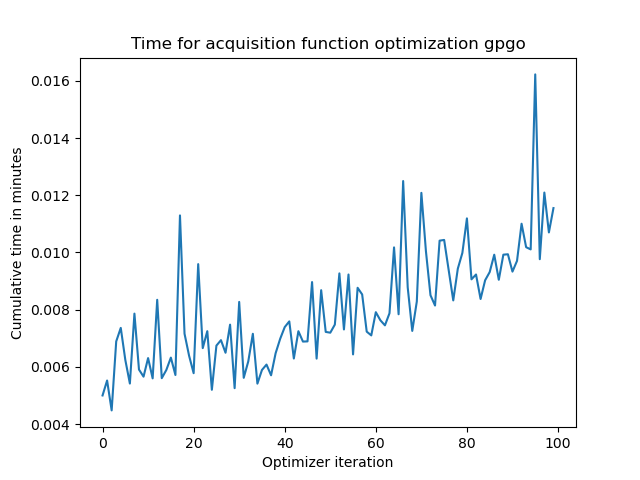 Time for acquisition function optimization gpgo
Cumulative time in minutes
0.016
0.014
0.012
0.010
0.008
0.006
0.004
0 20 40 60 80 100
Optimizer iteration